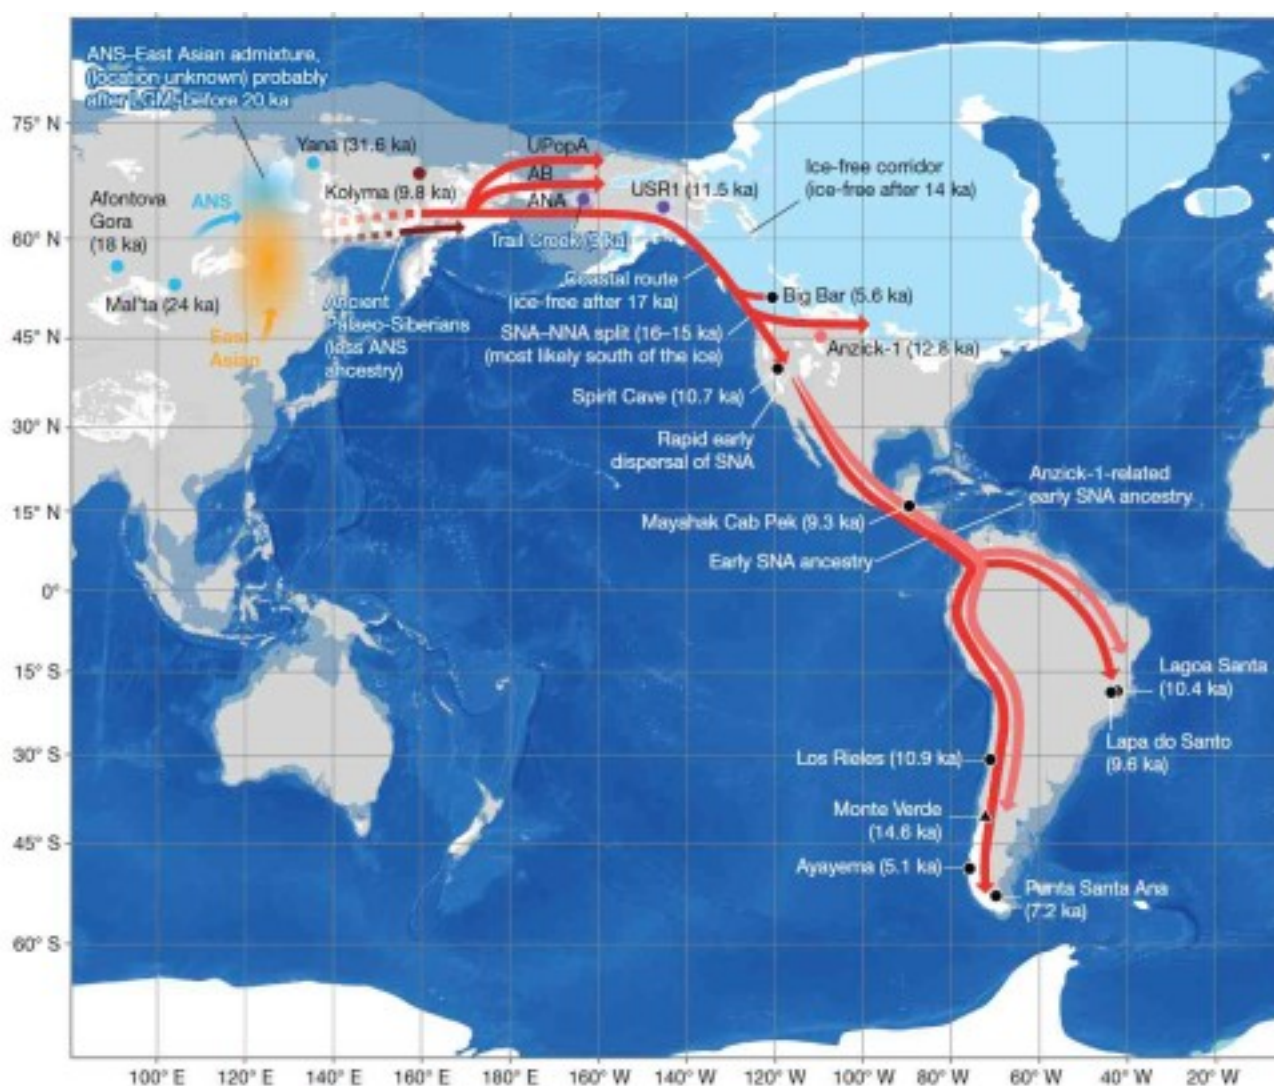 ANS–East Asian admixture,
(location unknown) probably
after LGM, before 20 ka
75° N
Yana (31.6 ka)
UPopA
AB
ANA
Kolyma (9.8 ka)
USR1 (11.5 ka)
Ice-free corridor
(ice-free after 14 ka)
Afontova
Gora
(18 ka)
ANS
60° N
Trail Creek (9 ka)
Mal'ta (24 ka)
Coastal route
(ice-free after 17 ka)
Big Bar (5.6 ka)
Ancient
Palaeo-Siberians
(less ANS
ancestry)
East
Asian
SNA–NNA split (16–15 ka)
(most likely south of the ice)
45° N
Anzick-1 (12.8 ka)
Spirit Cave (10.7 ka)
30° N
Rapid early
dispersal of SNA
Anzick-1-related
early SNA ancestry
15° N
Mayahak Cab Pek (9.3 ka)
Early SNA ancestry
0°
15° S
Lagoa Santa
(10.4 ka)
Lapa do Santo
(9.6 ka)
30° S
Los Rieles (10.9 ka)
Monte Verde
(14.6 ka)
45° S
Ayayema (5.1 ka)
Punta Santa Ana
(7.2 ka)
60° S
100° E 120° E 140° E 160° E 180° E 160° W 140° W 120° W 100° W 80° W 60° W 40° W 20° W